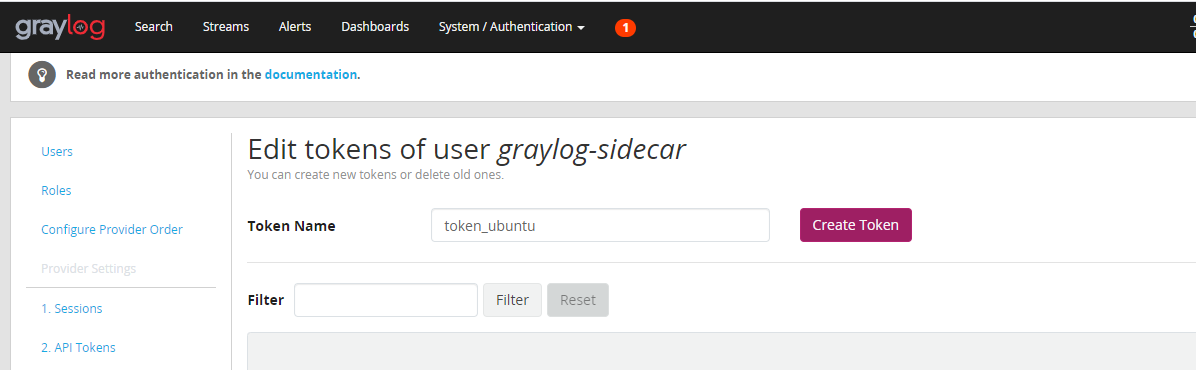 graylog Search Streams Alerts Dashboards System / Authentication 1
Read more authentication in the documentation.
Users
Roles
Configure Provider Order
Provider Settings
1. Sessions
2. API Tokens
Edit tokens of user graylog-sidecar
You can create new tokens or delete old ones.
Token Name token_ubuntu Create Token
Filter Filter Reset